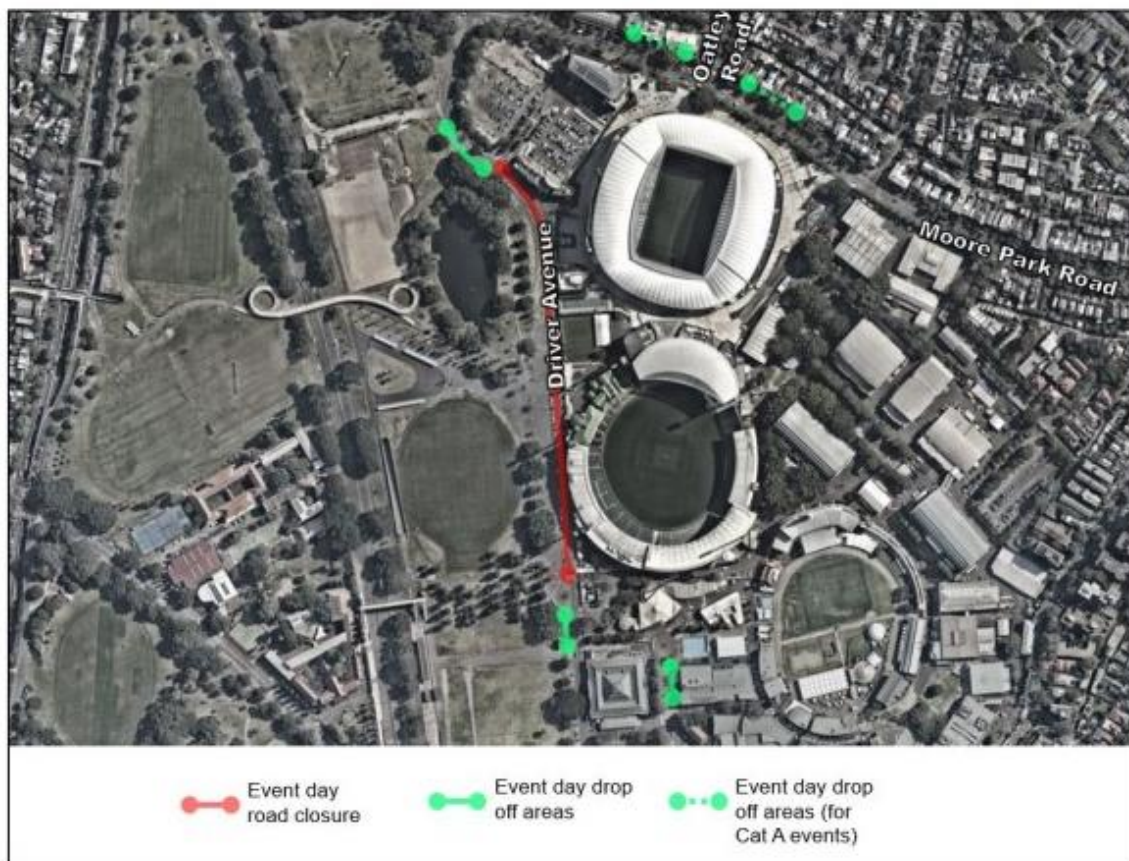 Oatley
Road
Moore Park Road
Driver Avenue
Event day
road closure
Event day drop
off areas
Event day drop
off areas (for
Cat A events)